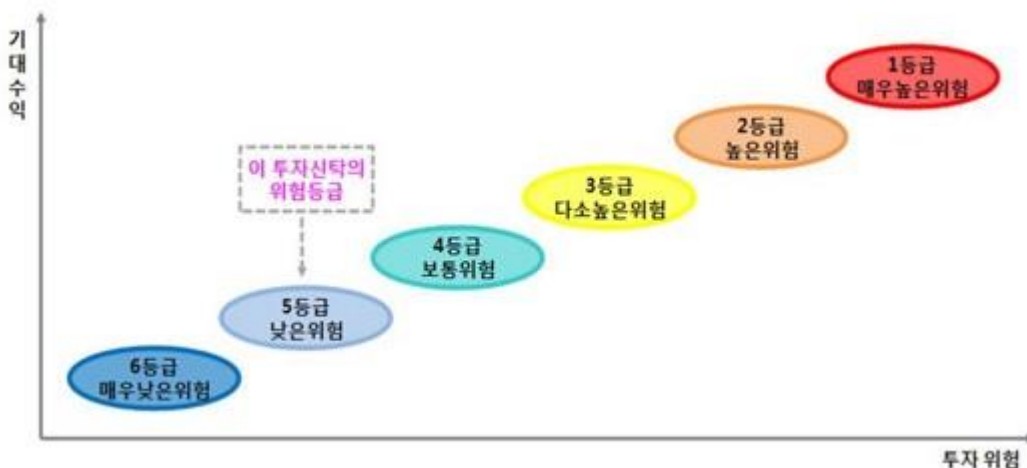 기대수익
1등급
매우높은위험
2등급
높은위험
이 투자신탁의
위험등급
3등급
다소높은위험
4등급
보통위험
5등급
낮은위험
6등급
매우낮은위험
투자 위험